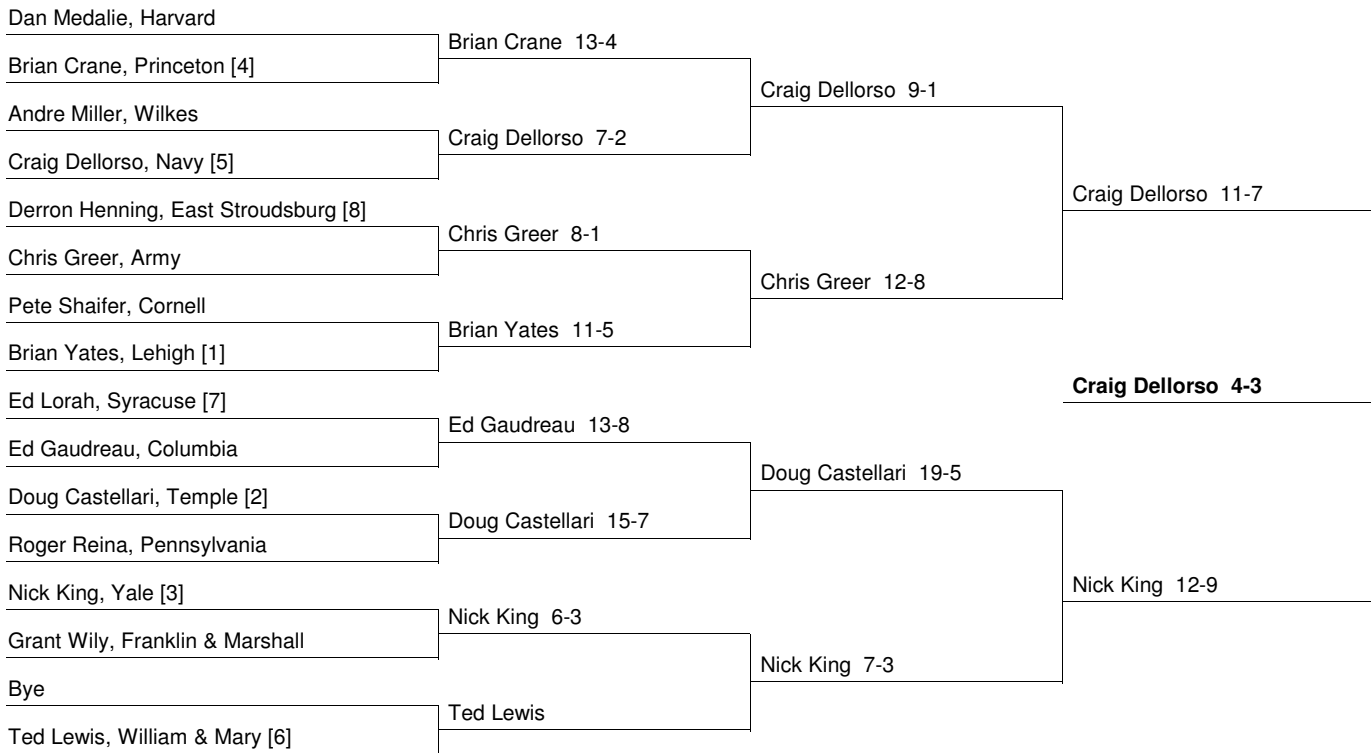 Dan Medalie, Harvard
Brian Crane, Princeton [4]
Andre Miller, Wilkes
Craig Dellorso, Navy [5]
Derron Henning, East Stroudsburg [8]
Chris Greer, Army
Pete Shaifer, Cornell
Brian Yates, Lehigh [1]
Ed Lorah, Syracuse [7]
Ed Gaudreau, Columbia
Doug Castellari, Temple [2]
Roger Reina, Pennsylvania
Nick King, Yale [3]
Grant Wily, Franklin & Marshall
Bye
Ted Lewis, William & Mary [6]
Brian Crane 13-4
Craig Dellorso 7-2
Chris Greer 8-1
Brian Yates 11-5
Ed Gaudreau 13-8
Doug Castellari 15-7
Nick King 6-3
Ted Lewis
Craig Dellorso 9-1
Chris Greer 12-8
Doug Castellari 19-5
Nick King 7-3
Craig Dellorso 11-7
Craig Dellorso 4-3
Nick King 12-9